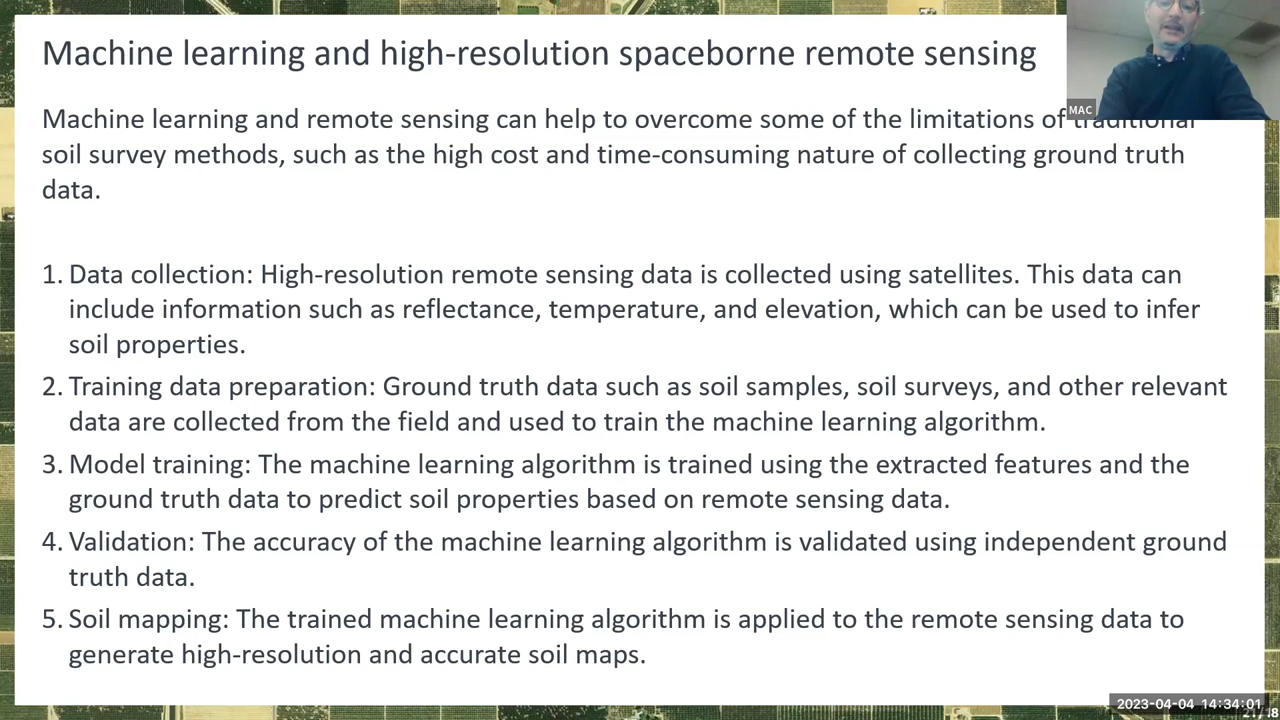 Machine learning and high-resolution spaceborne remote sensing
MAC
Machine learning and remote sensing can help to overcome some of the limitations of traditional
soil survey methods, such as the high cost and time-consuming nature of collecting ground truth
data.
1. Data collection: High-resolution remote sensing data is collected using satellites. This data can
include information such as reflectance, temperature, and elevation, which can be used to infer
soil properties.
2. Training data preparation: Ground truth data such as soil samples, soil surveys, and other relevant
data are collected from the field and used to train the machine learning algorithm.
3. Model training: The machine learning algorithm is trained using the extracted features and the
ground truth data to predict soil properties based on remote sensing data.
4. Validation: The accuracy of the machine learning algorithm is validated using independent ground
truth data.
5. Soil mapping: The trained machine learning algorithm is applied to the remote sensing data to
generate high-resolution and accurate soil maps.
2023-04-04 14:34:01